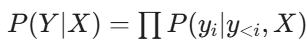 P(Y|X) = ∏ P(y_i|y_{<i}, X)